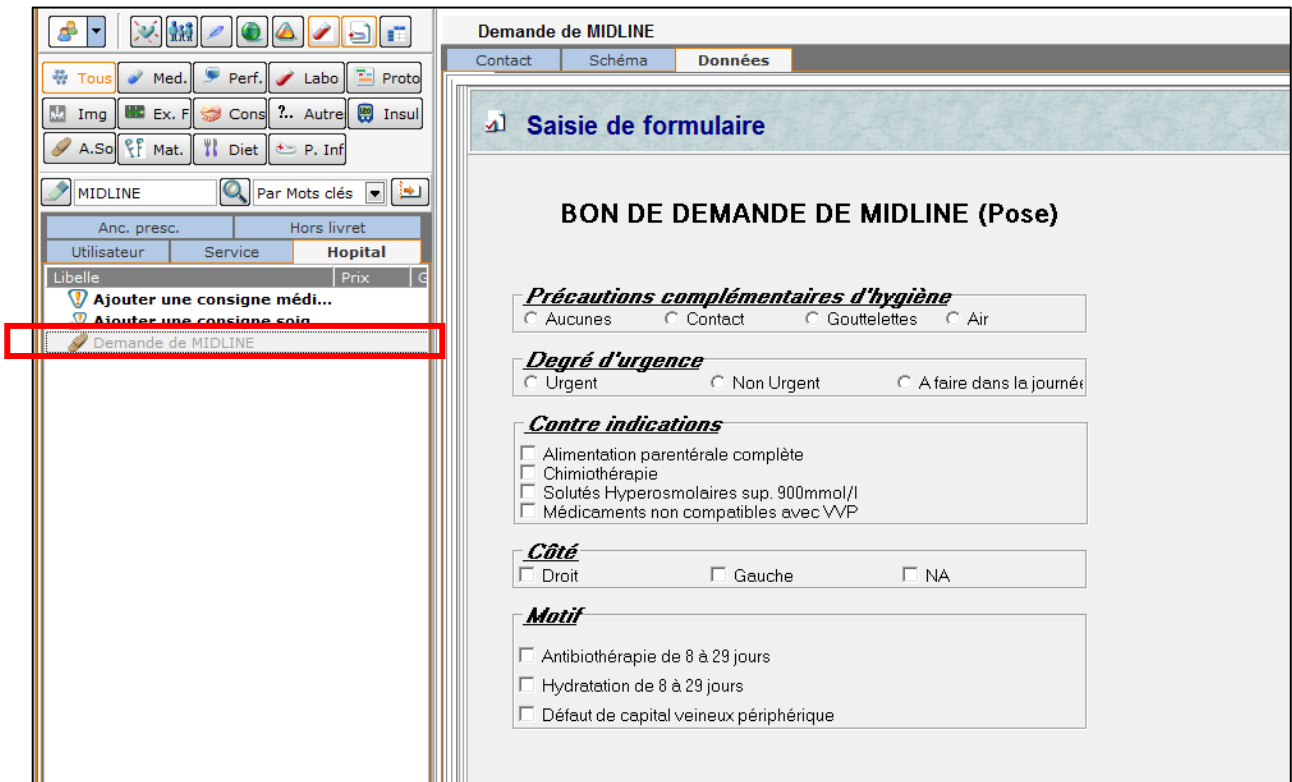 Tous Med. Perf. Labo Proto
Img Ex. F Cons ?.. Autre Insul
A.So Mat. Diet P. Inf
MIDLINE Par Mots clés
Anc. presc. Hors livret
Utilisateur Service Hopital
Libelle Prix G
Ajouter une consigne médi...
Ajouter une consigne soig...
Demande de MIDLINE
Demande de MIDLINE
Contact Schéma Données
Saisie de formulaire
BON DE DEMANDE DE MIDLINE (Pose)
Précautions complémentaires d'hygiène
Aucunes Contact Gouttelettes Air
Degré d'urgence
Urgent Non Urgent A faire dans la journée
Contre indications
Alimentation parentérale complète
Chimiothérapie
Solutés Hyperosmolaires sup. 900mmol/l
Médicaments non compatibles avec VVP
Côté
Droit Gauche NA
Motif
Antibiothérapie de 8 à 29 jours
Hydratation de 8 à 29 jours
Défaut de capital veineux périphérique